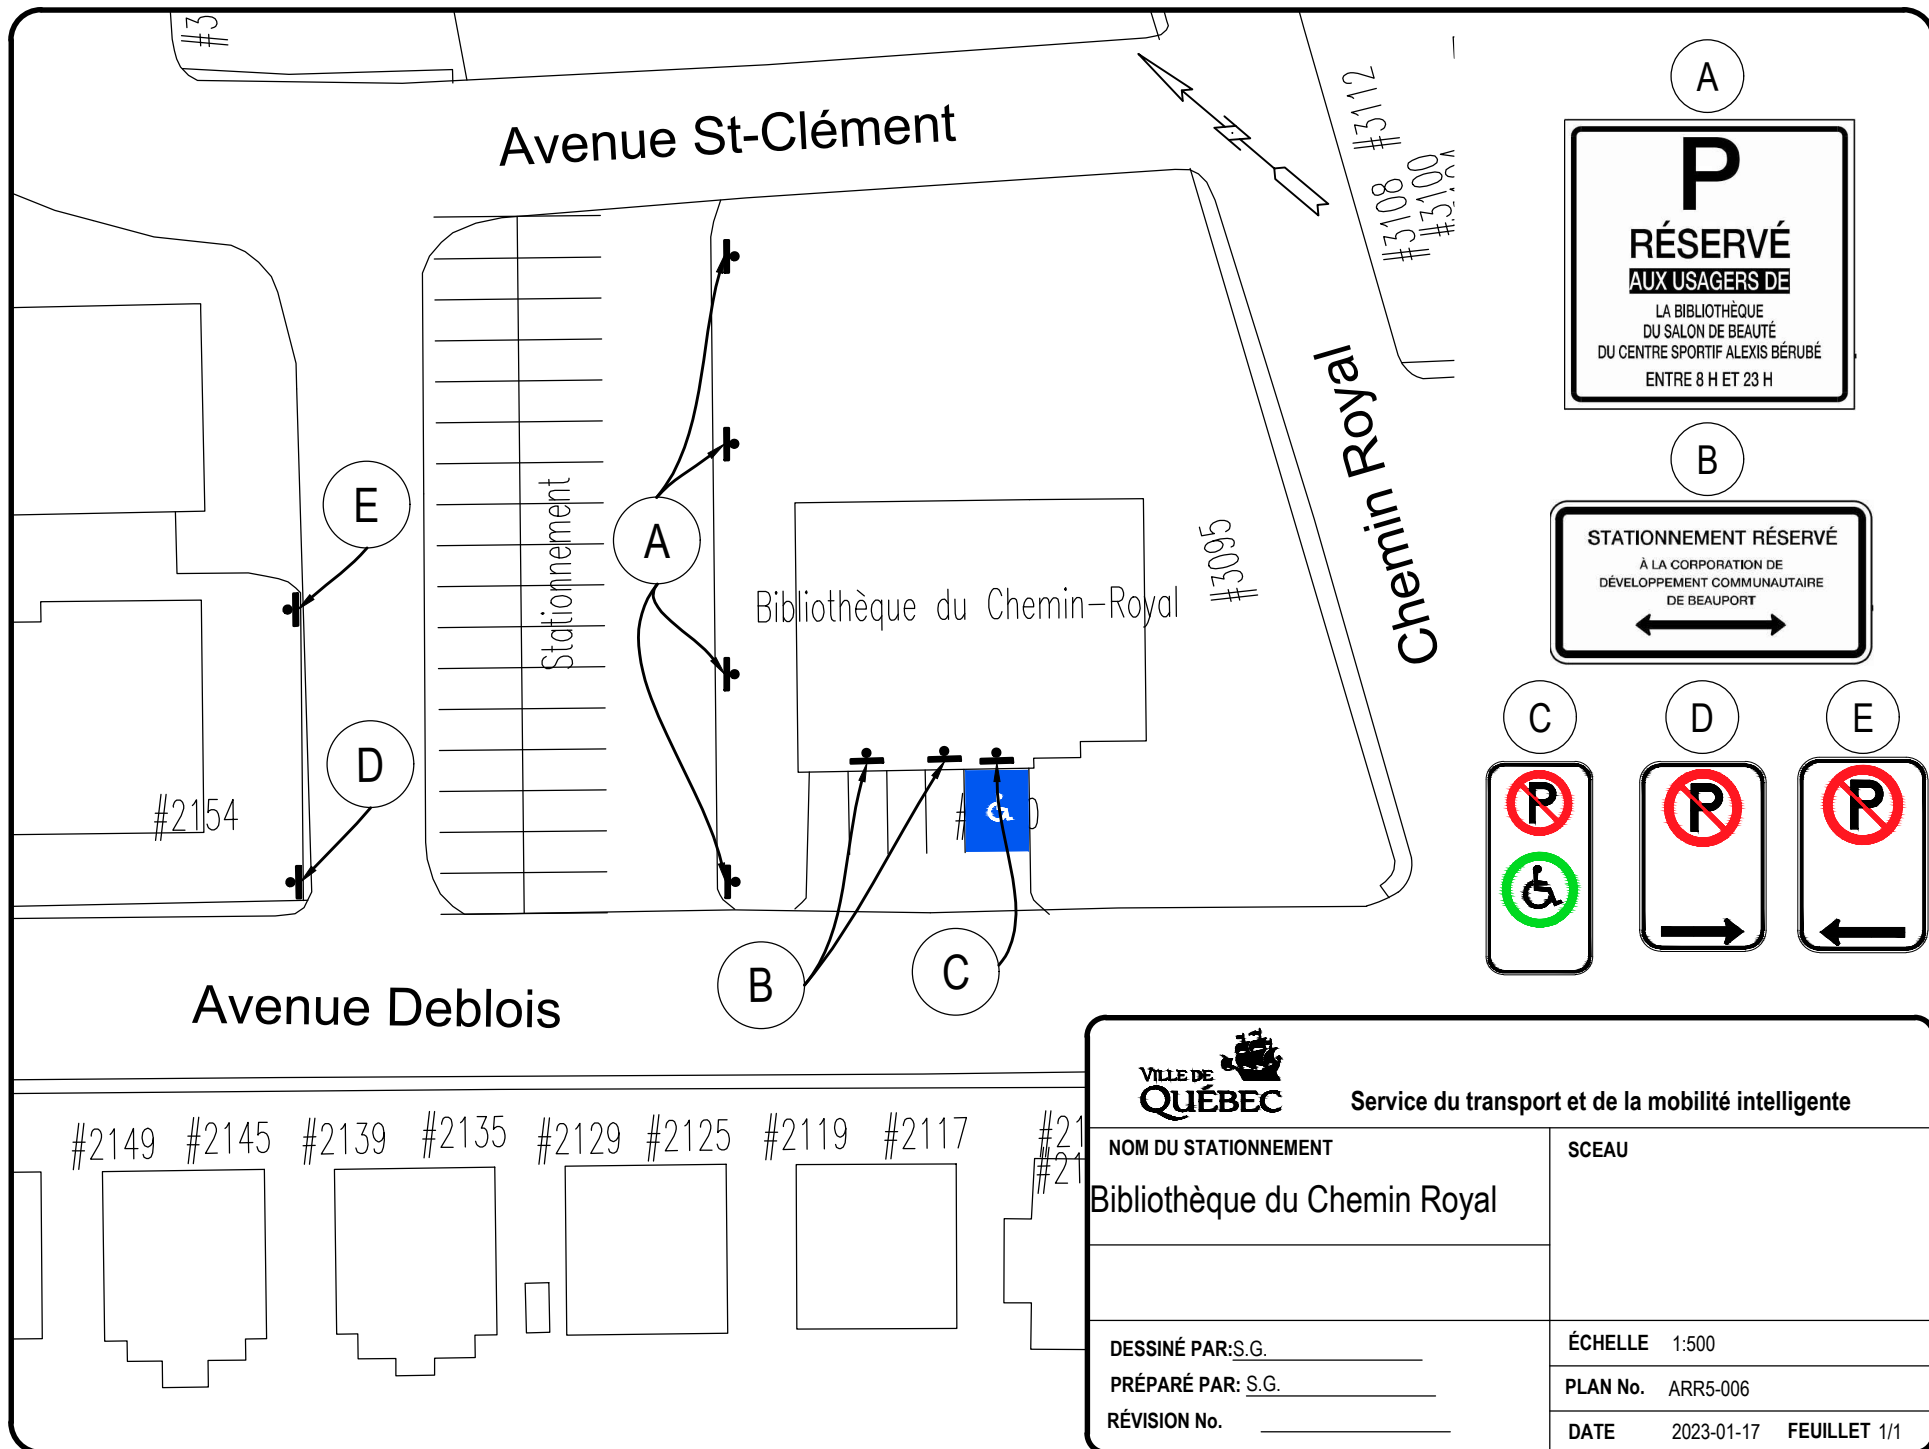 #3
Avenue St-Clément
#3112
#3108
#3100
Chemin Royal
#3095
Stationnement
Bibliothèque du Chemin-Royal
E
A
D
#2154
B
C
Avenue Deblois
#2149
#2145
#2139
#2135
#2129
#2125
#2119
#2117
#21
#21
A
P
RÉSERVÉ
AUX USAGERS DE
LA BIBLIOTHÈQUE
DU SALON DE BEAUTÉ
DU CENTRE SPORTIF ALEXIS BÉRUBÉ
ENTRE 8 H ET 23 H
B
STATIONNEMENT RÉSERVÉ
À LA CORPORATION DE
DÉVELOPPEMENT COMMUNAUTAIRE
DE BEAUPORT
C
D
E
P
P
P
VILLE DE
QUÉBEC
Service du transport et de la mobilité intelligente
NOM DU STATIONNEMENT
Bibliothèque du Chemin Royal
SCEAU
DESSINÉ PAR: S.G.
PRÉPARÉ PAR: S.G.
RÉVISION No.
ÉCHELLE 1:500
PLAN No. ARR5-006
DATE 2023-01-17 FEUILLET 1/1